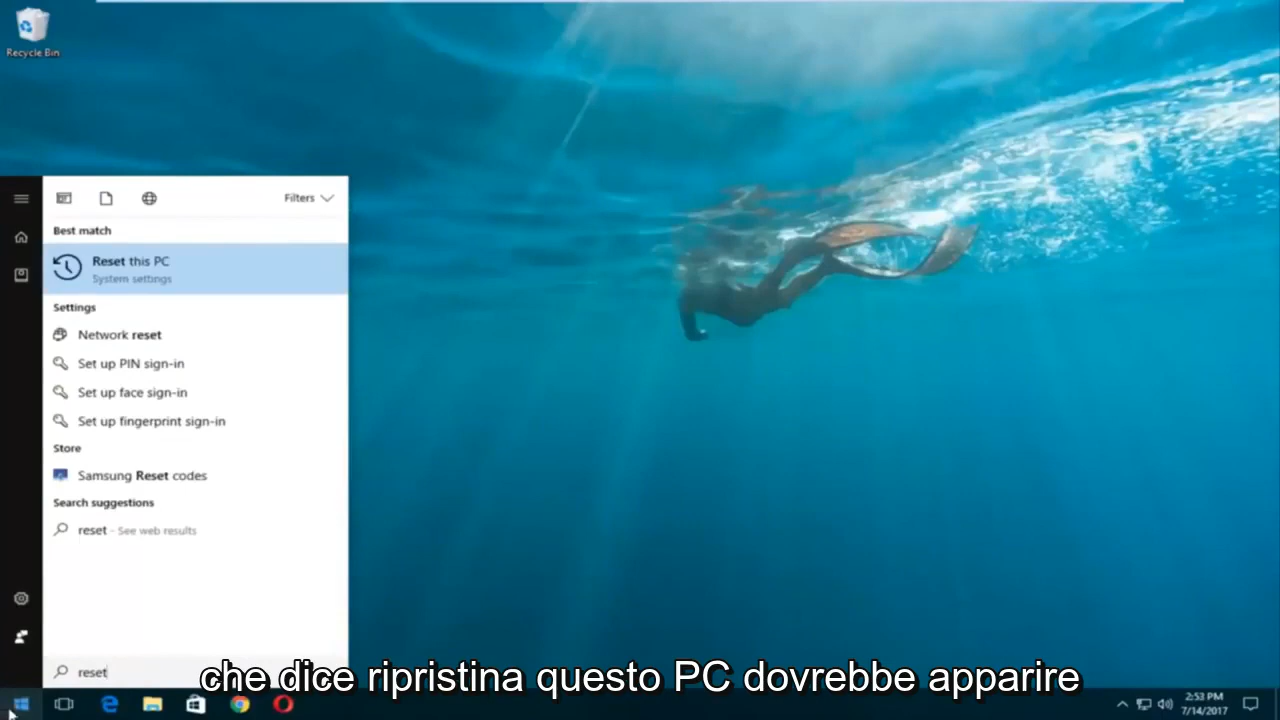 Recycle Bin
Filters
Best match
Reset this PC
System settings
Settings
Network reset
Set up PIN sign-in
Set up face sign-in
Set up fingerprint sign-in
Store
Samsung Reset codes
Search suggestions
reset - See web results
reset
che dice ripristina questo PC dovrebbe apparire
2:53 PM
7/14/2017